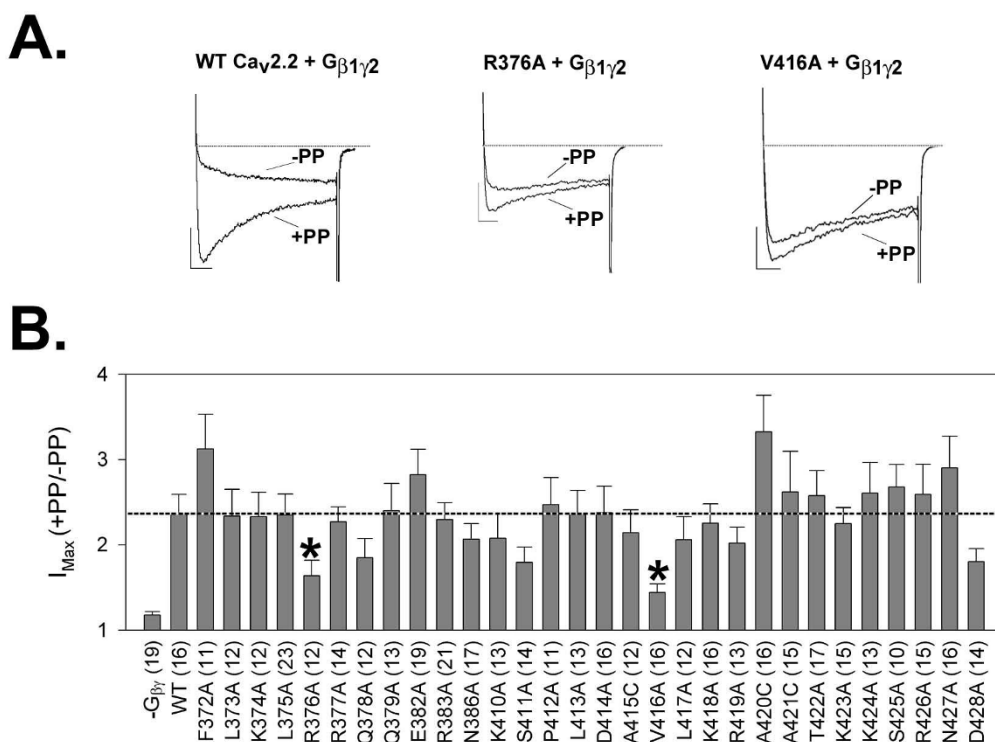 A.
WT Cav2.2 + Gβ1γ2
R376A + Gβ1γ2
V416A + Gβ1γ2
-PP
+PP
-PP
+PP
-PP
+PP
B.
IMax (+PP/-PP)
4
3
2
1
*
*
-Gβγ (19)
WT (16)
F372A (11)
L373A (12)
K374A (12)
L375A (23)
R376A (12)
R377A (14)
Q378A (12)
Q379A (13)
E382A (19)
R383A (21)
N386A (17)
K410A (13)
S411A (14)
P412A (11)
L413A (13)
D414A (16)
A415C (12)
V416A (16)
L417A (12)
K418A (16)
R419A (13)
A420C (16)
A421C (15)
T422A (17)
K423A (15)
K424A (13)
S425A (10)
R426A (15)
N427A (16)
D428A (14)